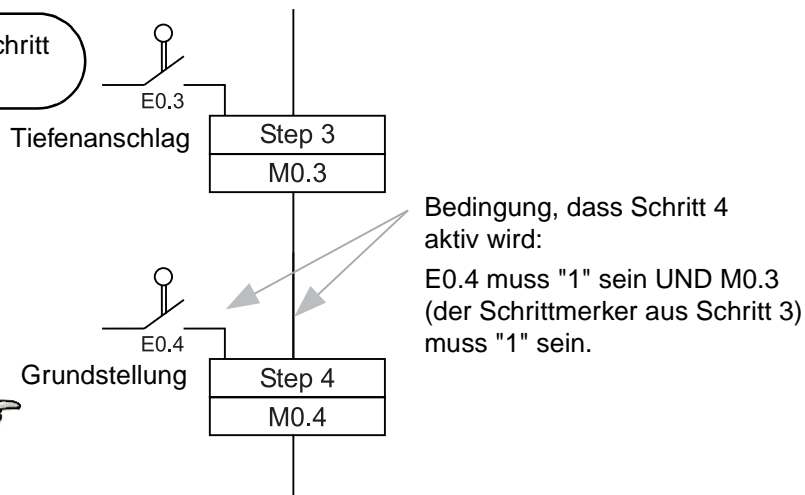 chritt
E0.3
Tiefenanschlag
Step 3
M0.3
Bedingung, dass Schritt 4
aktiv wird:
E0.4 muss "1" sein UND M0.3
(der Schrittmerker aus Schritt 3)
muss "1" sein.
E0.4
Grundstellung
Step 4
M0.4